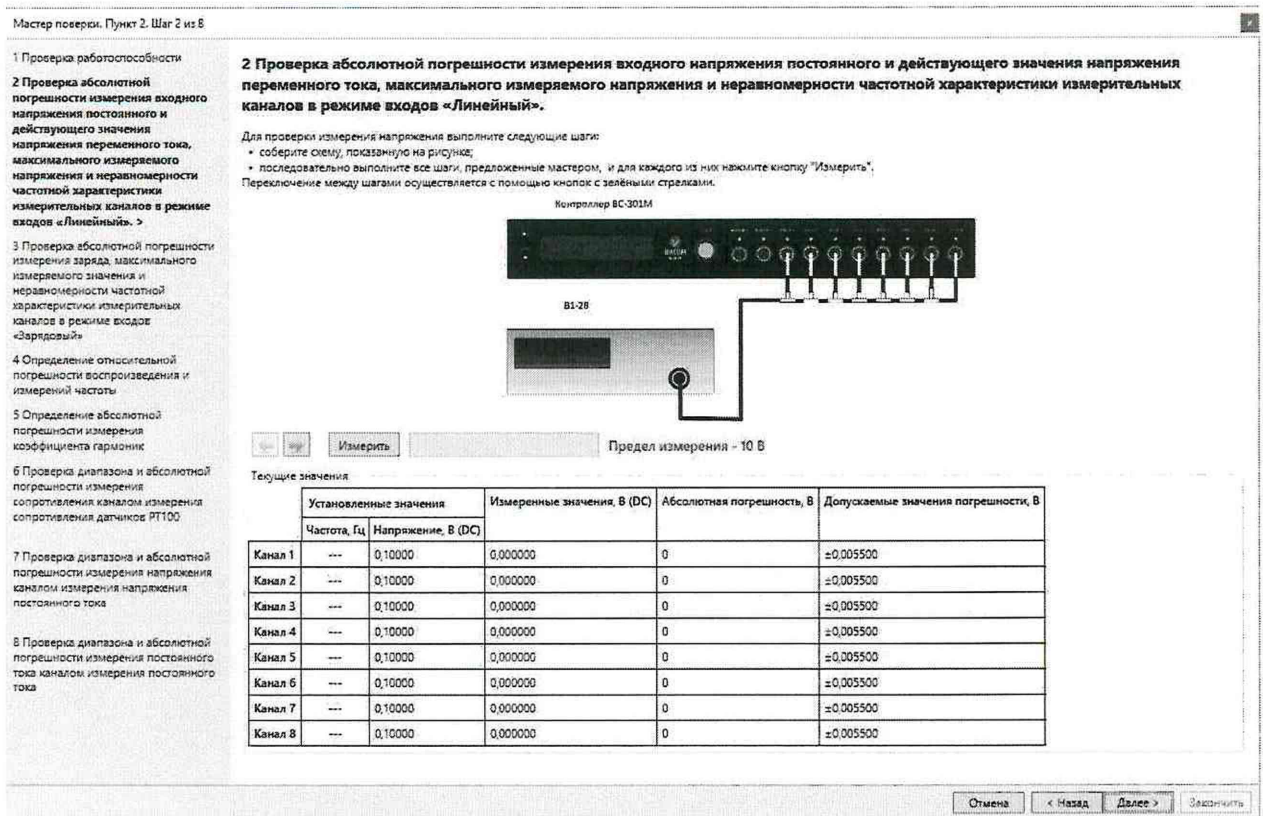 Мастер поверки. Пункт 2. Шаг 2 из 8
1 Проверка работоспособности
2 Проверка абсолютной
погрешности измерения входного
напряжения постоянного и
действующего значения
напряжения переменного тока,
максимального измеряемого
напряжения и неравномерности
частотной характеристики
измерительных каналов в режиме
входов «Линейный». >
3 Проверка абсолютной погрешности
измерения заряда, максимального
измеряемого значения и
неравномерности частотной
характеристики измерительных
каналов в режиме входов
«Зарядовый»
4 Определение относительной
погрешности воспроизведения и
измерений частоты
5 Определение абсолютной
погрешности измерения
коэффициента гармоник
6 Проверка диапазона и абсолютной
погрешности измерения
сопротивления каналом измерения
сопротивления датчиков PT100
7 Проверка диапазона и абсолютной
погрешности измерения напряжения
каналом измерения напряжения
постоянного тока
8 Проверка диапазона и абсолютной
погрешности измерения постоянного
тока каналом измерения постоянного
тока
2 Проверка абсолютной погрешности измерения входного напряжения постоянного и действующего значения напряжения
переменного тока, максимального измеряемого напряжения и неравномерности частотной характеристики измерительных
каналов в режиме входов «Линейный».
Для проверки измерения напряжения выполните следующие шаги:
• соберите схему, показанную на рисунке;
• последовательно выполните все шаги, предложенные мастером, и для каждого из них нажмите кнопку "Измерить".
Переключение между шагами осуществляется с помощью кнопок с зелёными стрелками.
Контроллер ВС-301М
В1-28
Измерить Предел измерения - 10 В
Текущие значения
Установленные значения Измеренные значения, В (DC) Абсолютная погрешность, В Допускаемые значения погрешности, В
Частота, Гц Напряжение, В (DC)
Канал 1 --- 0,10000 0,000000 0 ±0,005500
Канал 2 --- 0,10000 0,000000 0 ±0,005500
Канал 3 --- 0,10000 0,000000 0 ±0,005500
Канал 4 --- 0,10000 0,000000 0 ±0,005500
Канал 5 --- 0,10000 0,000000 0 ±0,005500
Канал 6 --- 0,10000 0,000000 0 ±0,005500
Канал 7 --- 0,10000 0,000000 0 ±0,005500
Канал 8 --- 0,10000 0,000000 0 ±0,005500
Отмена < Назад Далее > Закончить